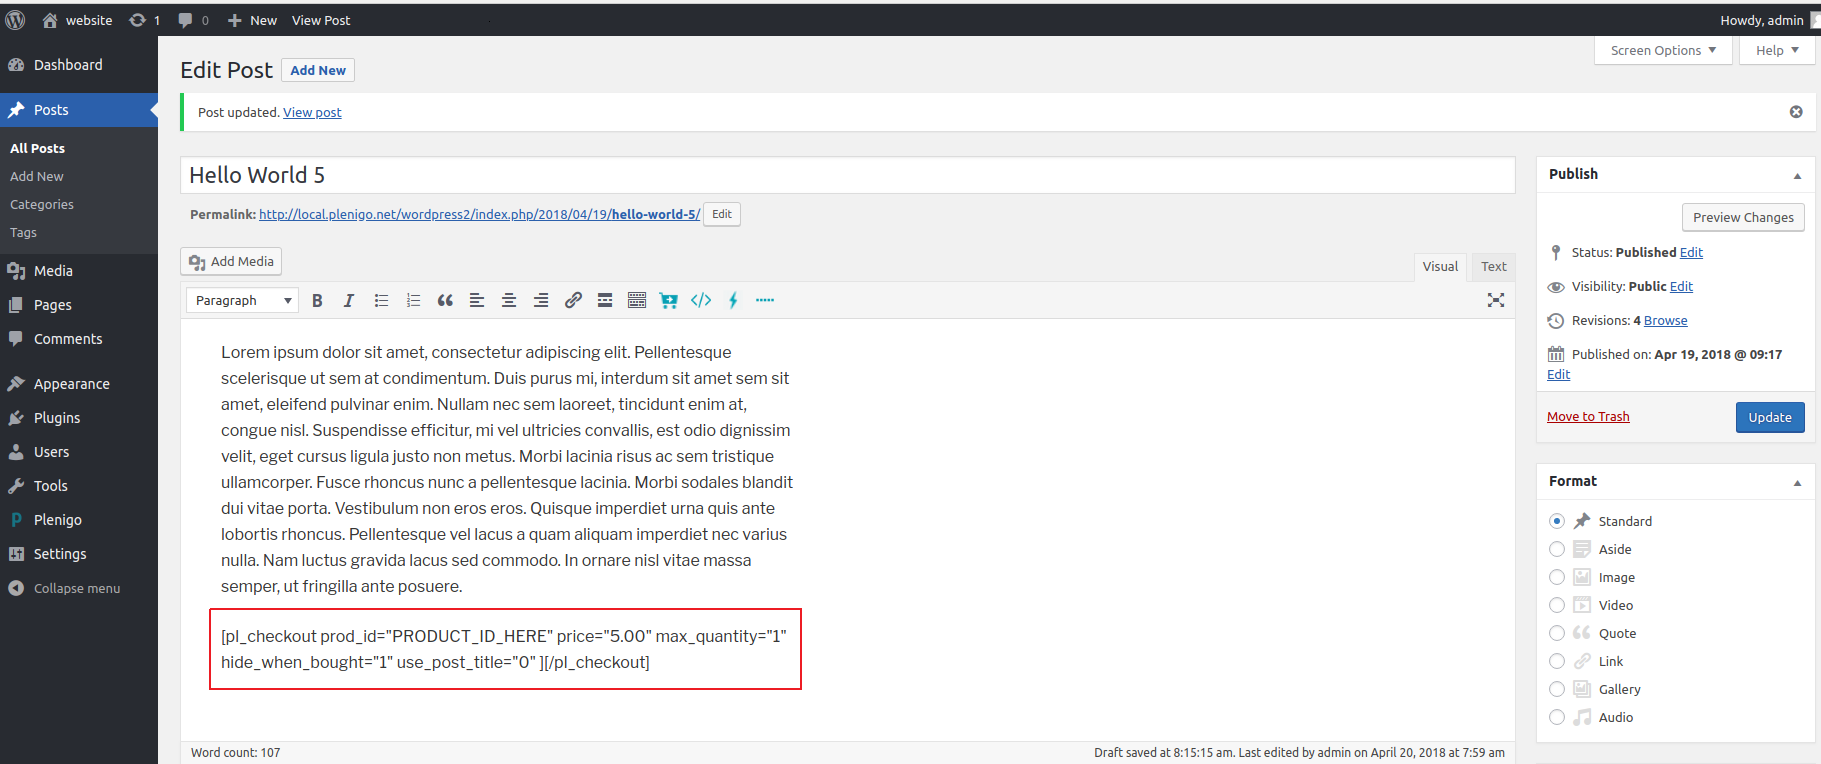 website 1 0 New View Post Howdy, admin
Screen Options Help
Dashboard
Posts
All Posts
Add New
Categories
Tags
Media
Pages
Comments
Appearance
Plugins
Users
Tools
Plenigo
Settings
Collapse menu
Edit Post Add New
Post updated. View post
Hello World 5
Permalink: http://local.plenigo.net/wordpress2/index.php/2018/04/19/hello-world-5/ Edit
Add Media
Visual Text
Paragraph
Lorem ipsum dolor sit amet, consectetur adipiscing elit. Pellentesque
scelerisque ut sem at condimentum. Duis purus mi, interdum sit amet sem sit
amet, eleifend pulvinar enim. Nullam nec sem laoreet, tincidunt enim at,
congue nisl. Suspendisse efficitur, mi vel ultricies convallis, est odio dignissim
velit, eget cursus ligula justo non metus. Morbi lacinia risus ac sem tristique
ullamcorper. Fusce rhoncus nunc a pellentesque lacinia. Morbi sodales blandit
dui vitae porta. Vestibulum non eros eros. Quisque imperdiet urna quis ante
lobortis rhoncus. Pellentesque vel lacus a quam aliquam imperdiet nec varius
nulla. Nam luctus gravida lacus sed commodo. In ornare nisl vitae massa
semper, ut fringilla ante posuere.
[pl_checkout prod_id="PRODUCT_ID_HERE" price="5.00" max_quantity="1"
hide_when_bought="1" use_post_title="0" ][/pl_checkout]
Word count: 107
Draft saved at 8:15:15 am. Last edited by admin on April 20, 2018 at 7:59 am
Publish
Preview Changes
Status: Published Edit
Visibility: Public Edit
Revisions: 4 Browse
Published on: Apr 19, 2018 @ 09:17
Edit
Move to Trash Update
Format
Standard
Aside
Image
Video
Quote
Link
Gallery
Audio